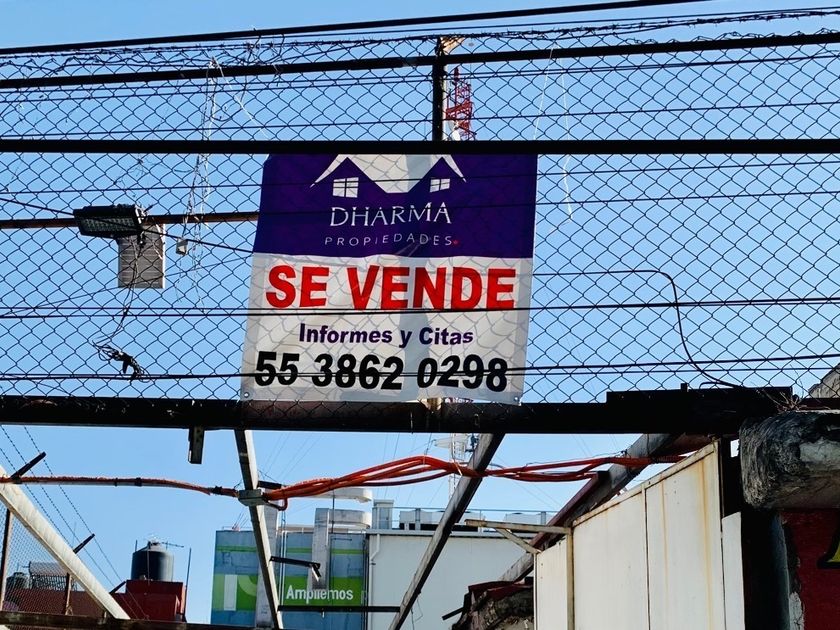 DHARMA
PROPIEDADES
SE VENDE
Informes y Citas
55 3862 0298
Ampliemos